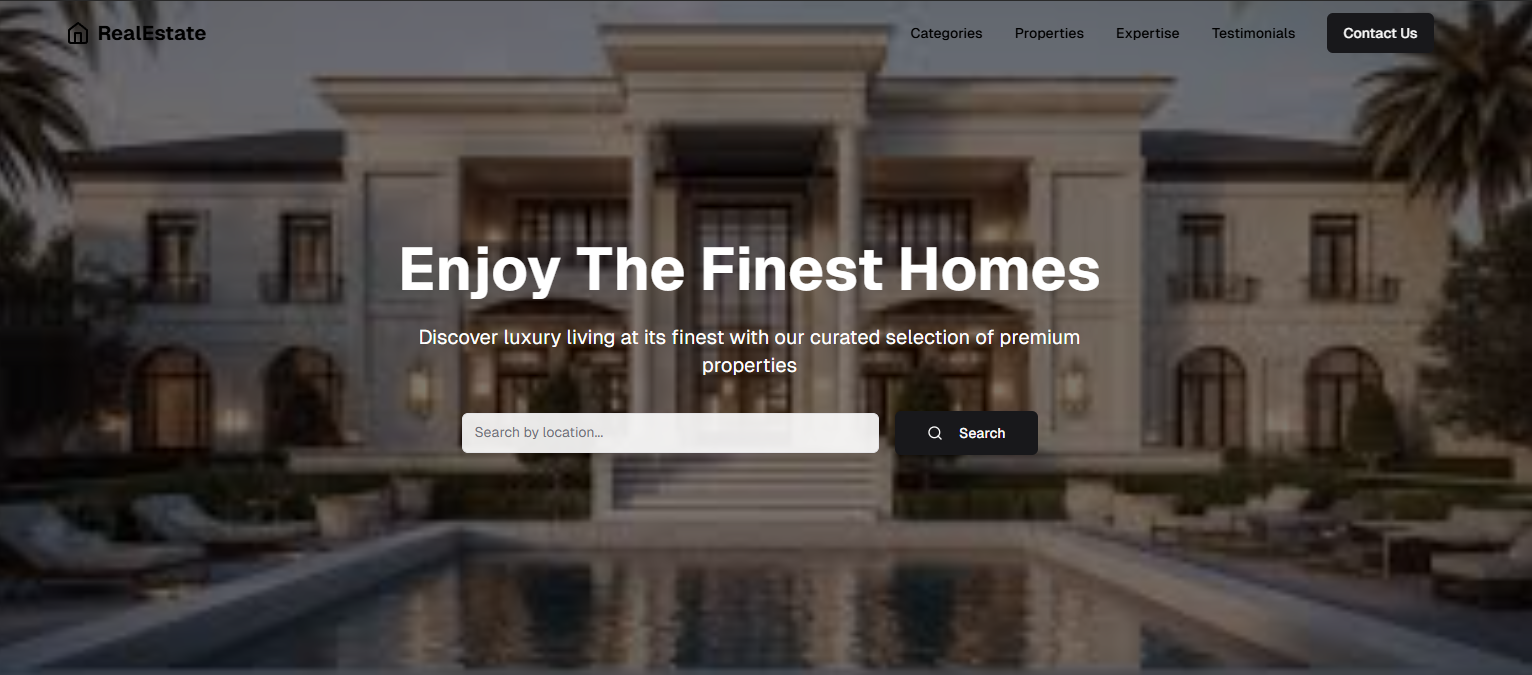 RealEstate
Categories
Properties
Expertise
Testimonials
Contact Us
Enjoy The Finest Homes
Discover luxury living at its finest with our curated selection of premium
properties
Search by location...
Search